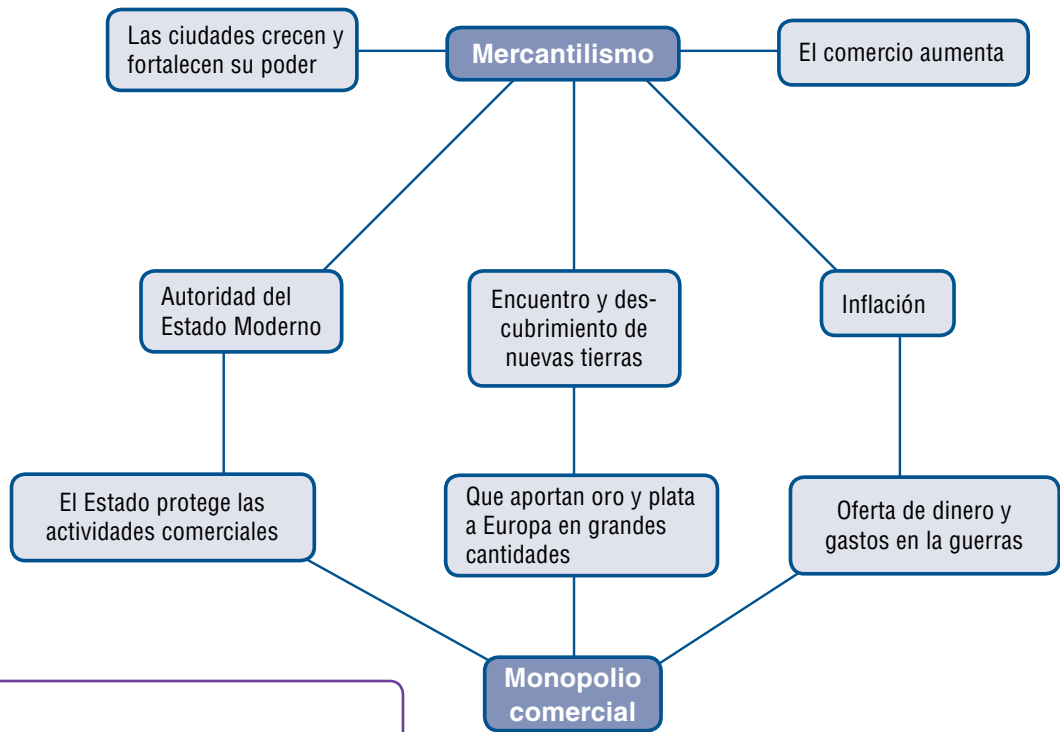 Las ciudades crecen y
fortalecen su poder
Mercantilismo
El comercio aumenta
Autoridad del
Estado Moderno
Encuentro y des-
cubrimiento de
nuevas tierras
Inflación
El Estado protege las
actividades comerciales
Que aportan oro y plata
a Europa en grandes
cantidades
Oferta de dinero y
gastos en la guerras
Monopolio
comercial